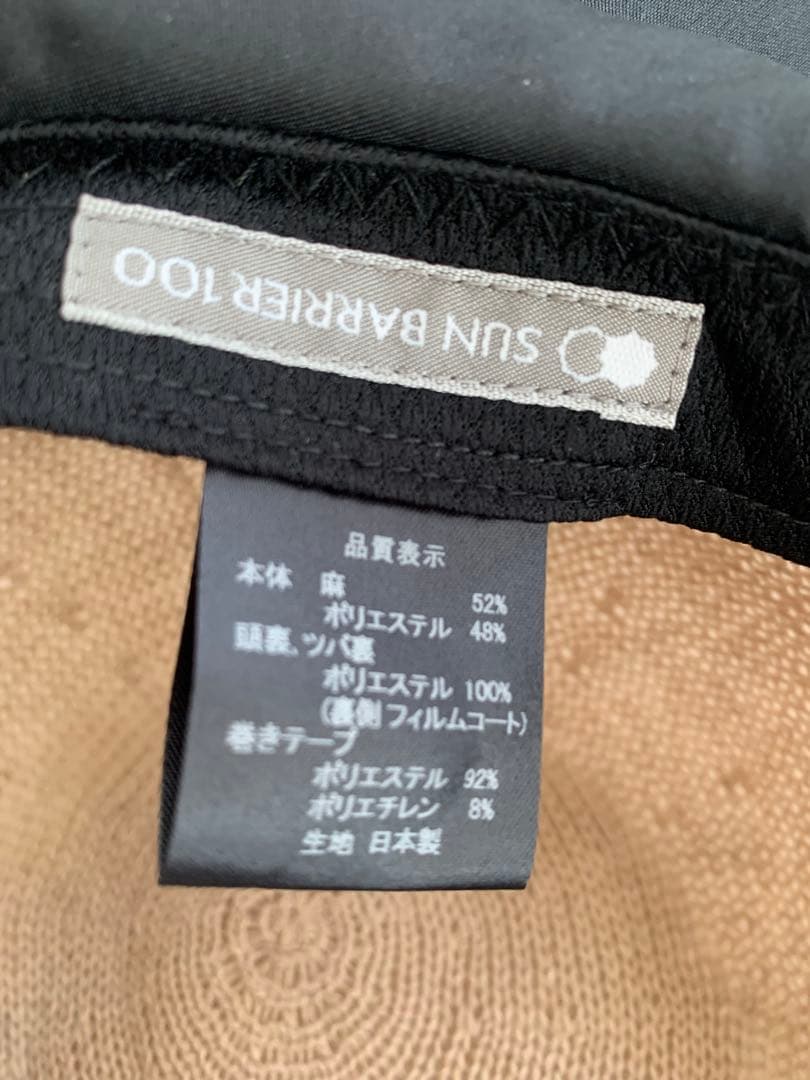 SUN BARRIER 100
品質表示
本体 麻 52%
ポリエステル 48%
頭裏、ツバ裏
ポリエステル 100%
(裏側フィルムコート)
巻きテープ
ポリエステル 92%
ポリエチレン 8%
生地 日本製